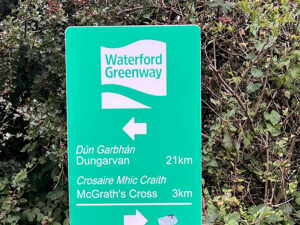 Waterford
Greenway
Dún Garbhán
Dungarvan 21km
Crosaire Mhic Craith
McGrath's Cross 3km